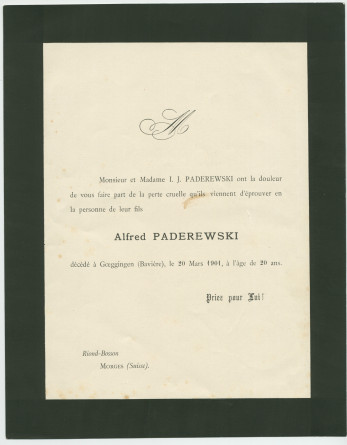 M
Monsieur et Madame I. J. PADEREWSKI ont la douleur
de vous faire part de la perte cruelle qu'ils viennent d'éprouver en
la personne de leur fils
Alfred PADEREWSKI
décédé à Gœggingen (Bavière), le 20 Mars 1901, à l'âge de 20 ans.
Priez pour Lui!
Riond-Bosson
MORGES (Suisse).